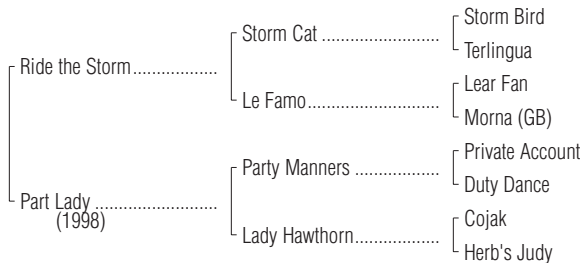 Storm Bird
Storm Cat ........................
Terlingua
Ride the Storm.................
Lear Fan
Le Famo...........................
Morna (GB)
Private Account
Party Manners .................
Duty Dance
Part Lady .........................
(1998)
Cojak
Lady Hawthorn.................
Herb's Judy